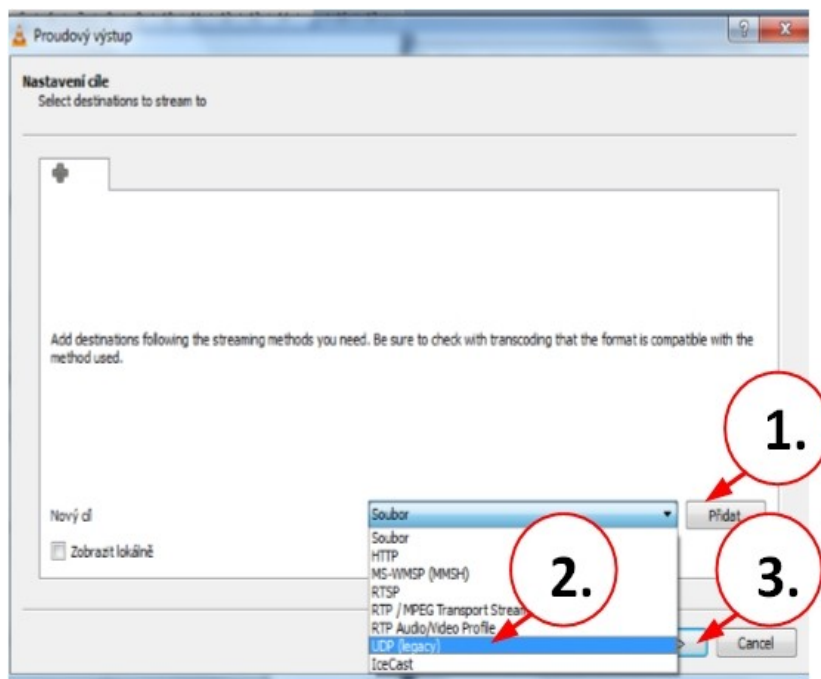 Proudový výstup
Nastavení cíle
Select destinations to stream to
Add destinations following the streaming methods you need. Be sure to check with transcoding that the format is compatible with the
method used.
1.
Nový cíl
Soubor
Přidat
Zobrazit lokálně
Soubor
HTTP
MS-WMSP (MMSH)
RTSP
RTP / MPEG Transport Stream
RTP Audio/Video Profile
UDP (legacy)
IceCast
2.
3.
Cancel